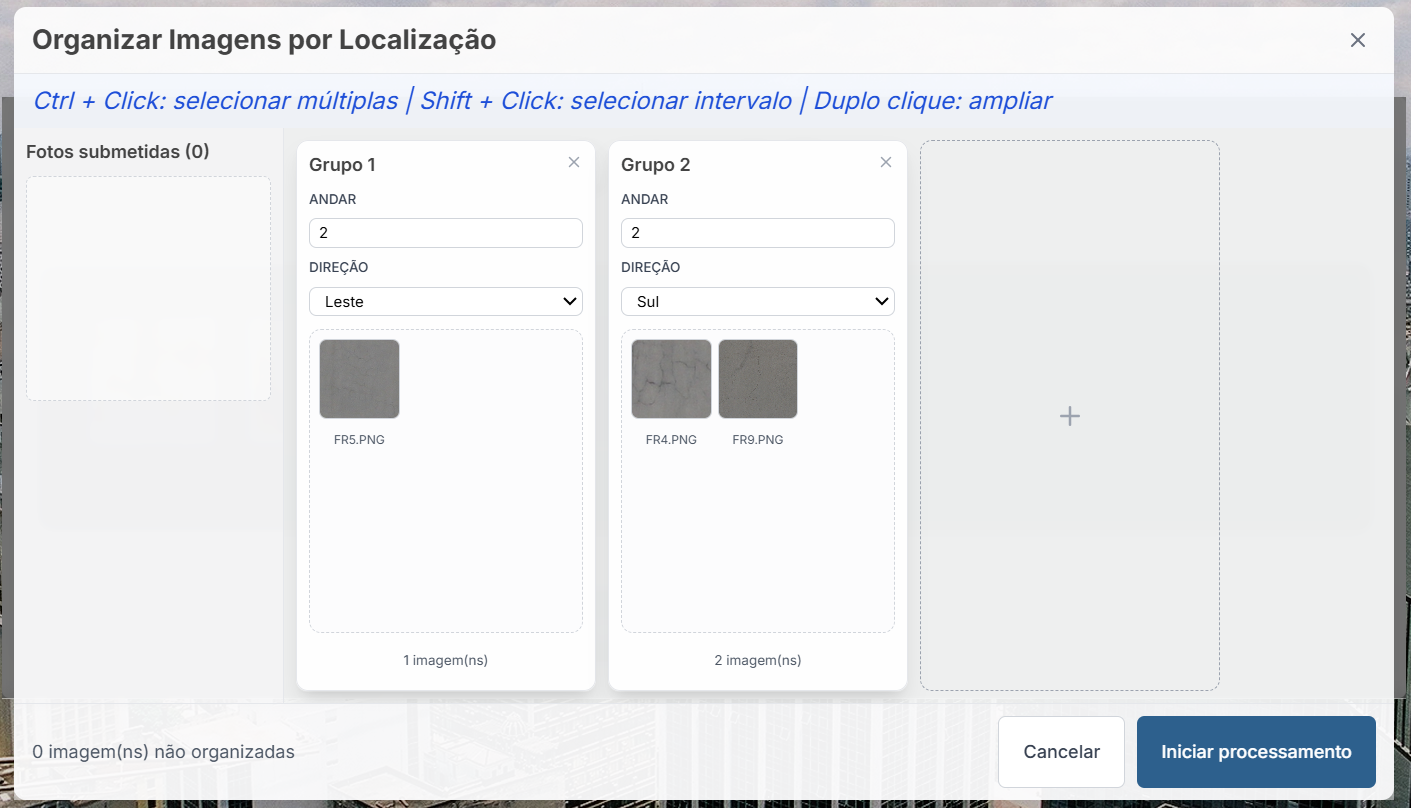 Organizar Imagens por Localização
Ctrl + Click: selecionar múltiplas | Shift + Click: selecionar intervalo | Duplo clique: ampliar
Fotos submetidas (0)
Grupo 1
ANDAR
2
DIREÇÃO
Leste
FR5.PNG
1 imagem(ns)
Grupo 2
ANDAR
2
DIREÇÃO
Sul
FR4.PNG FR9.PNG
2 imagem(ns)
0 imagem(ns) não organizadas
Cancelar
Iniciar processamento